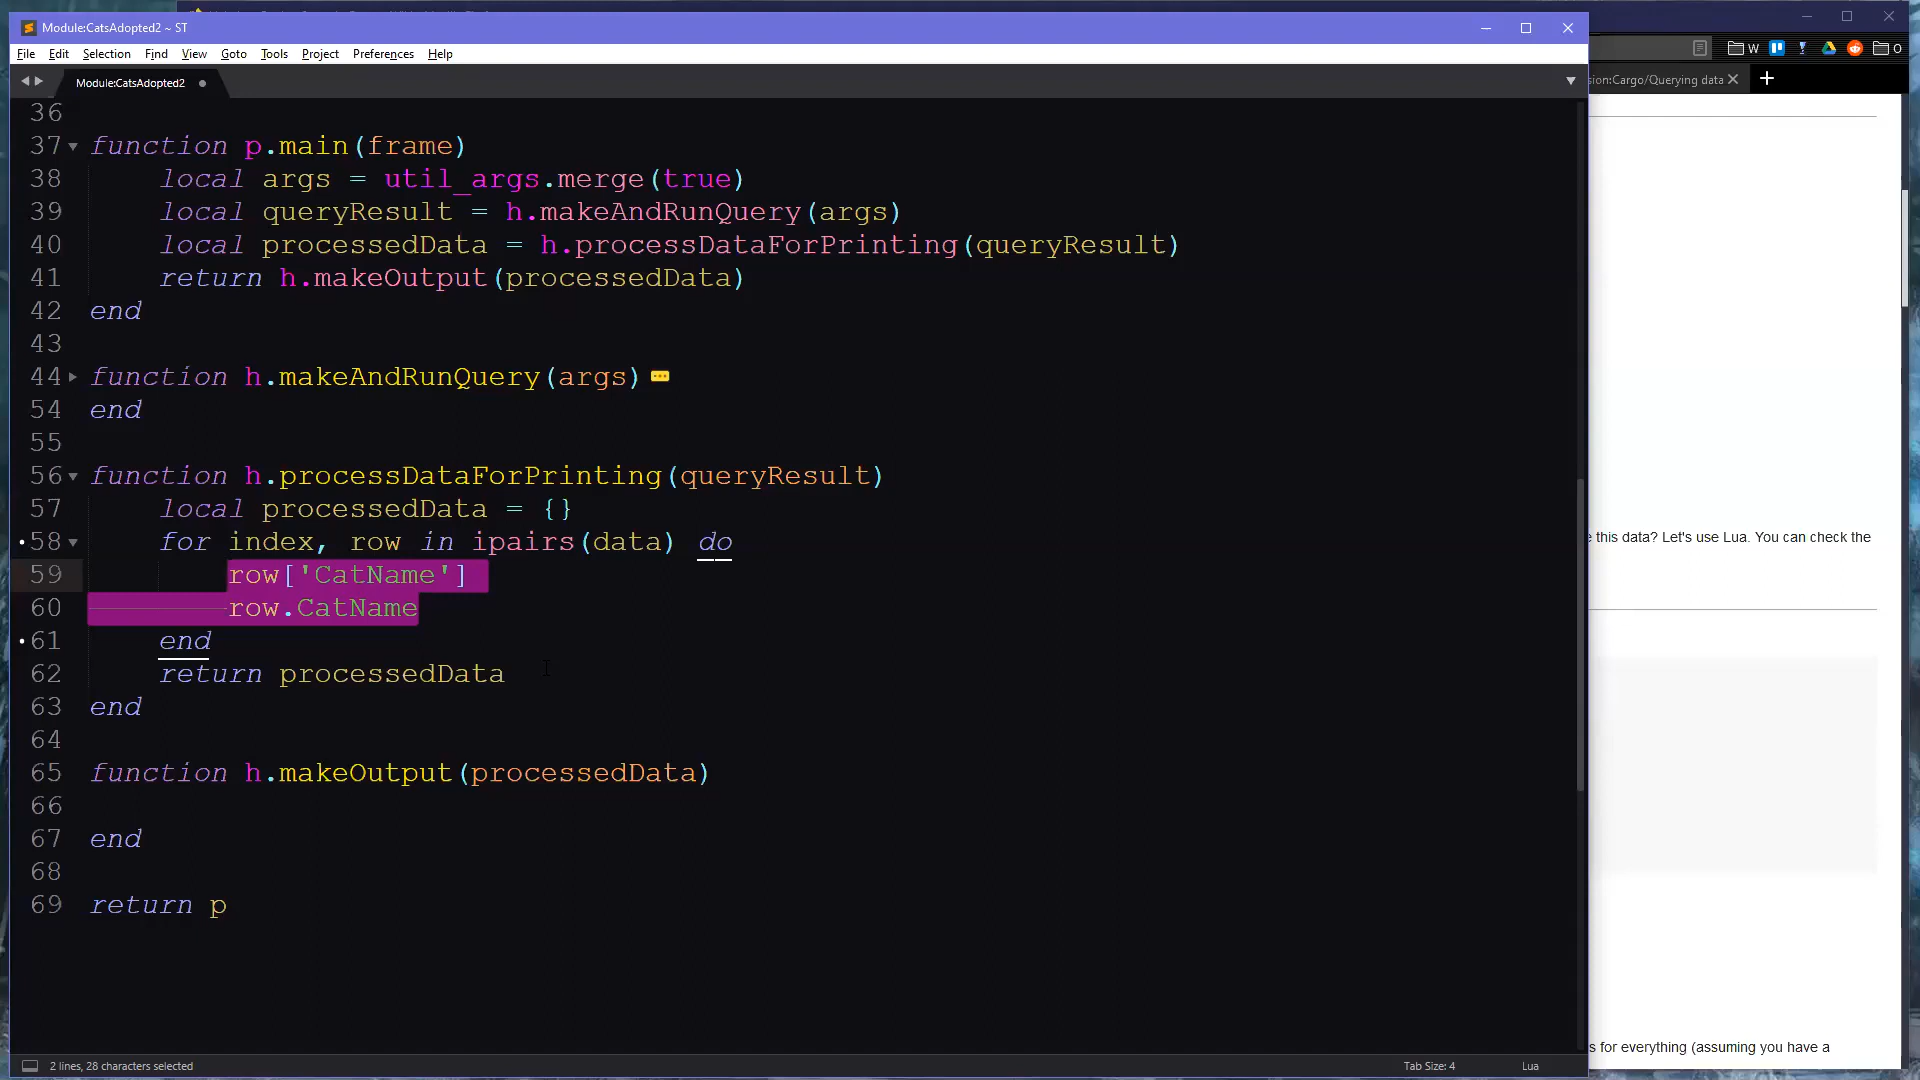 Module:CatsAdopted2 ~ ST
File Edit Selection Find View Goto Tools Project Preferences Help
Module:CatsAdopted2
W O
sion:Cargo/Querying data
36
37 function p.main(frame)
38 local args = util_args.merge(true)
39 local queryResult = h.makeAndRunQuery(args)
40 local processedData = h.processDataForPrinting(queryResult)
41 return h.makeOutput(processedData)
42 end
43
44 function h.makeAndRunQuery(args)
54 end
55
56 function h.processDataForPrinting(queryResult)
57 local processedData = {}
58 for index, row in ipairs(data) do
59 row['CatName']
60 row.CatName
61 end
62 return processedData
63 end
64
65 function h.makeOutput(processedData)
66
67 end
68
69 return p
this data? Let's use Lua. You can check the
s for everything (assuming you have a
2 lines, 28 characters selected
Tab Size: 4
Lua